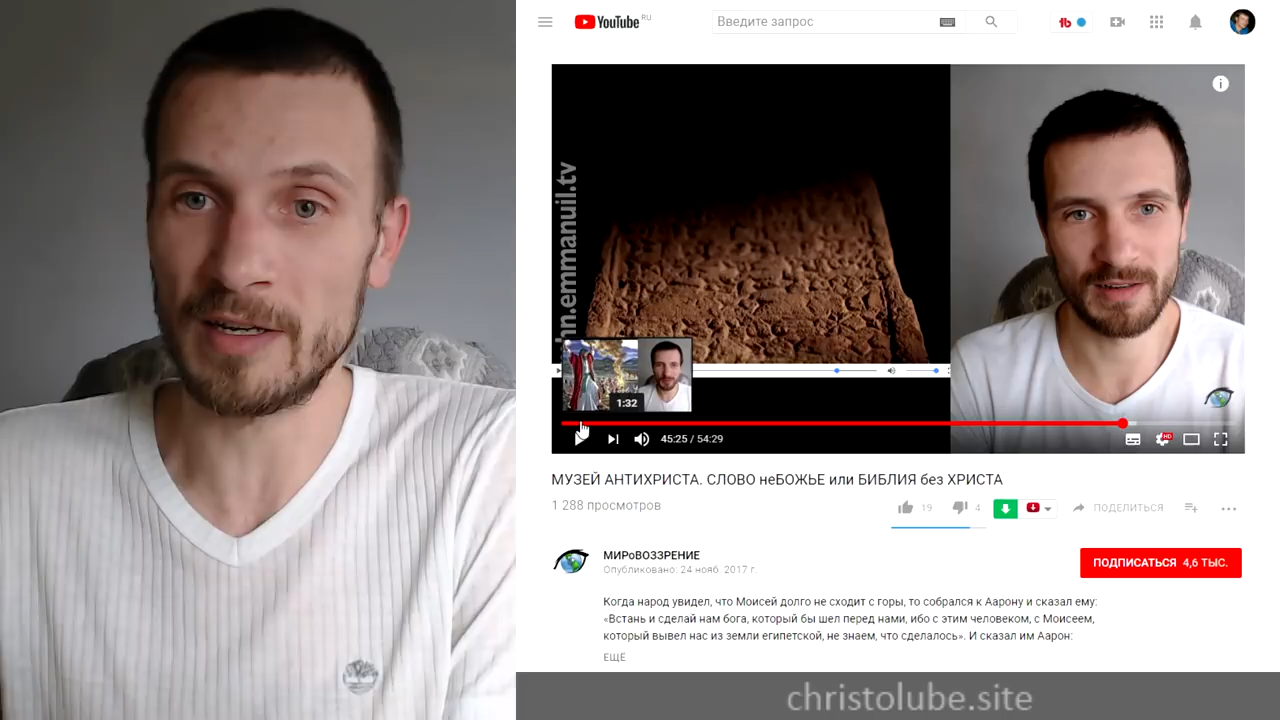 YouTube RU
Введите запрос
hn.emmanuil.tv
1:32
45:25 / 54:29
HD
МУЗЕЙ АНТИХРИСТА. СЛОВО неБОЖЬЕ или БИБЛИЯ без ХРИСТА
1 288 просмотров
19
4
ПОДЕЛИТЬСЯ
МИРоВОЗЗРЕНИЕ
Опубликовано: 24 нояб. 2017 г.
ПОДПИСАТЬСЯ 4,6 ТЫС.
Когда народ увидел, что Моисей долго не сходит с горы, то собрался к Аарону и сказал ему:
«Встань и сделай нам бога, который бы шел перед нами, ибо с этим человеком, с Моисеем,
который вывел нас из земли египетской, не знаем, что сделалось». И сказал им Аарон:
ЕЩЁ
christolube.site